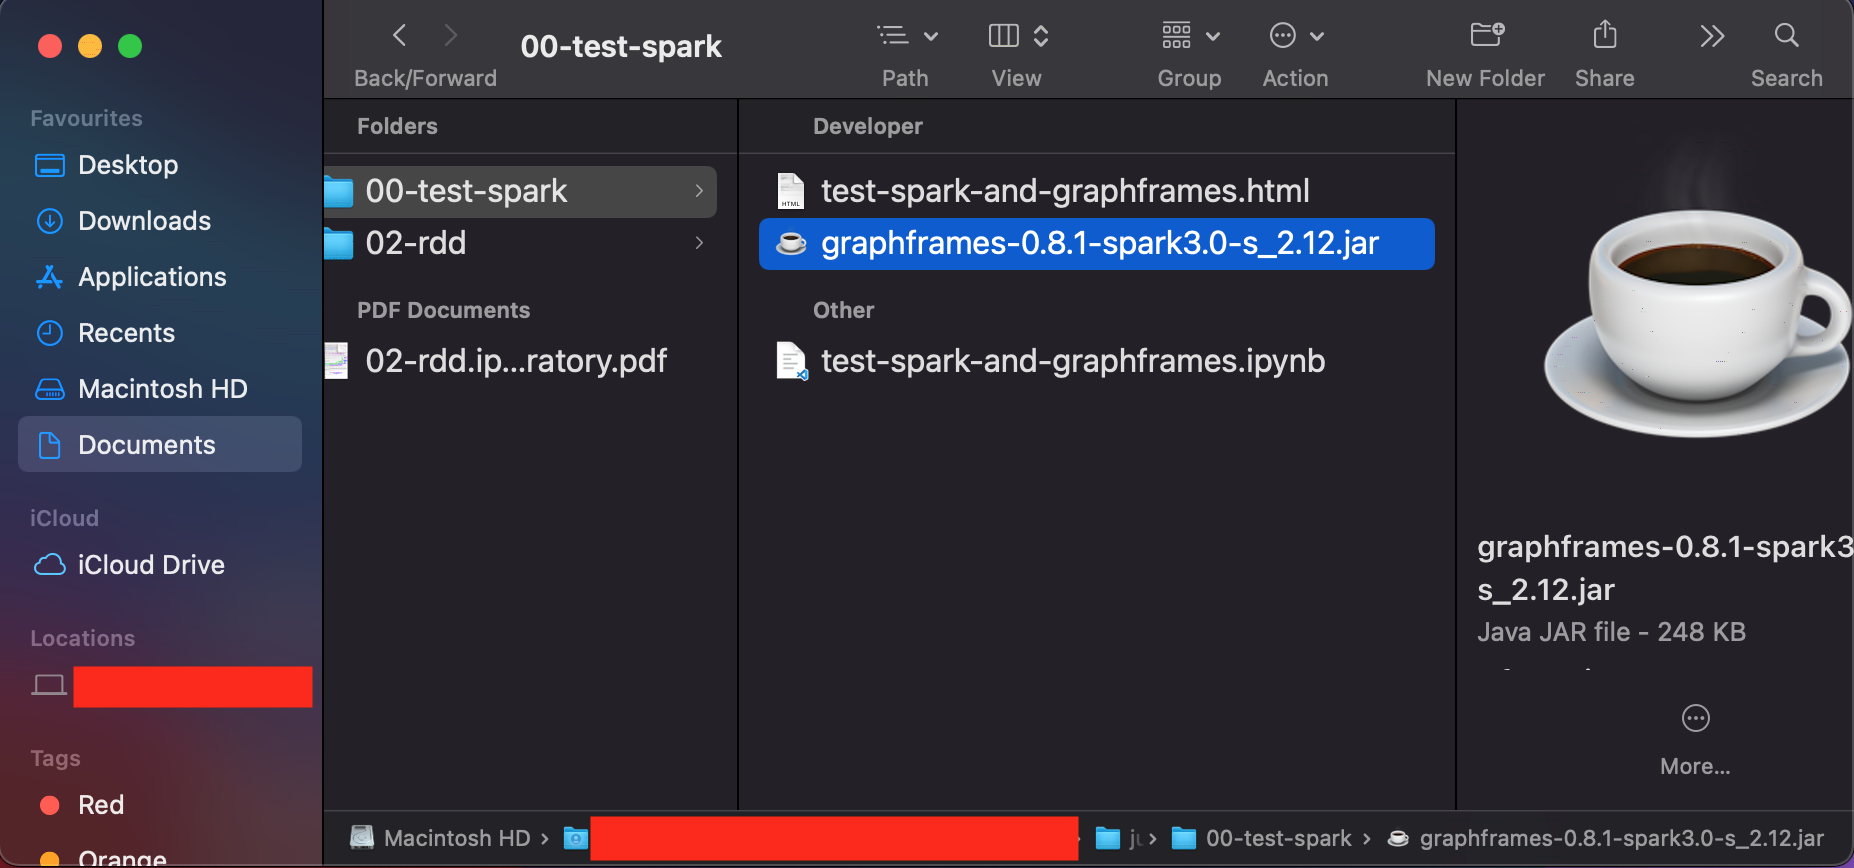 00-test-spark
Back/Forward
Path
View
Group
Action
New Folder
Share
Search
Favourites
Desktop
Downloads
Applications
Recents
Macintosh HD
Documents
iCloud
iCloud Drive
Locations
Tags
Red
Orange
Folders
00-test-spark
02-rdd
PDF Documents
02-rdd.ip...ratory.pdf
Developer
HTML
test-spark-and-graphframes.html
graphframes-0.8.1-spark3.0-s_2.12.jar
Other
test-spark-and-graphframes.ipynb
graphframes-0.8.1-spark3
s_2.12.jar
Java JAR file - 248 KB
More...
Macintosh HD › 00-test-spark › graphframes-0.8.1-spark3.0-s_2.12.jar